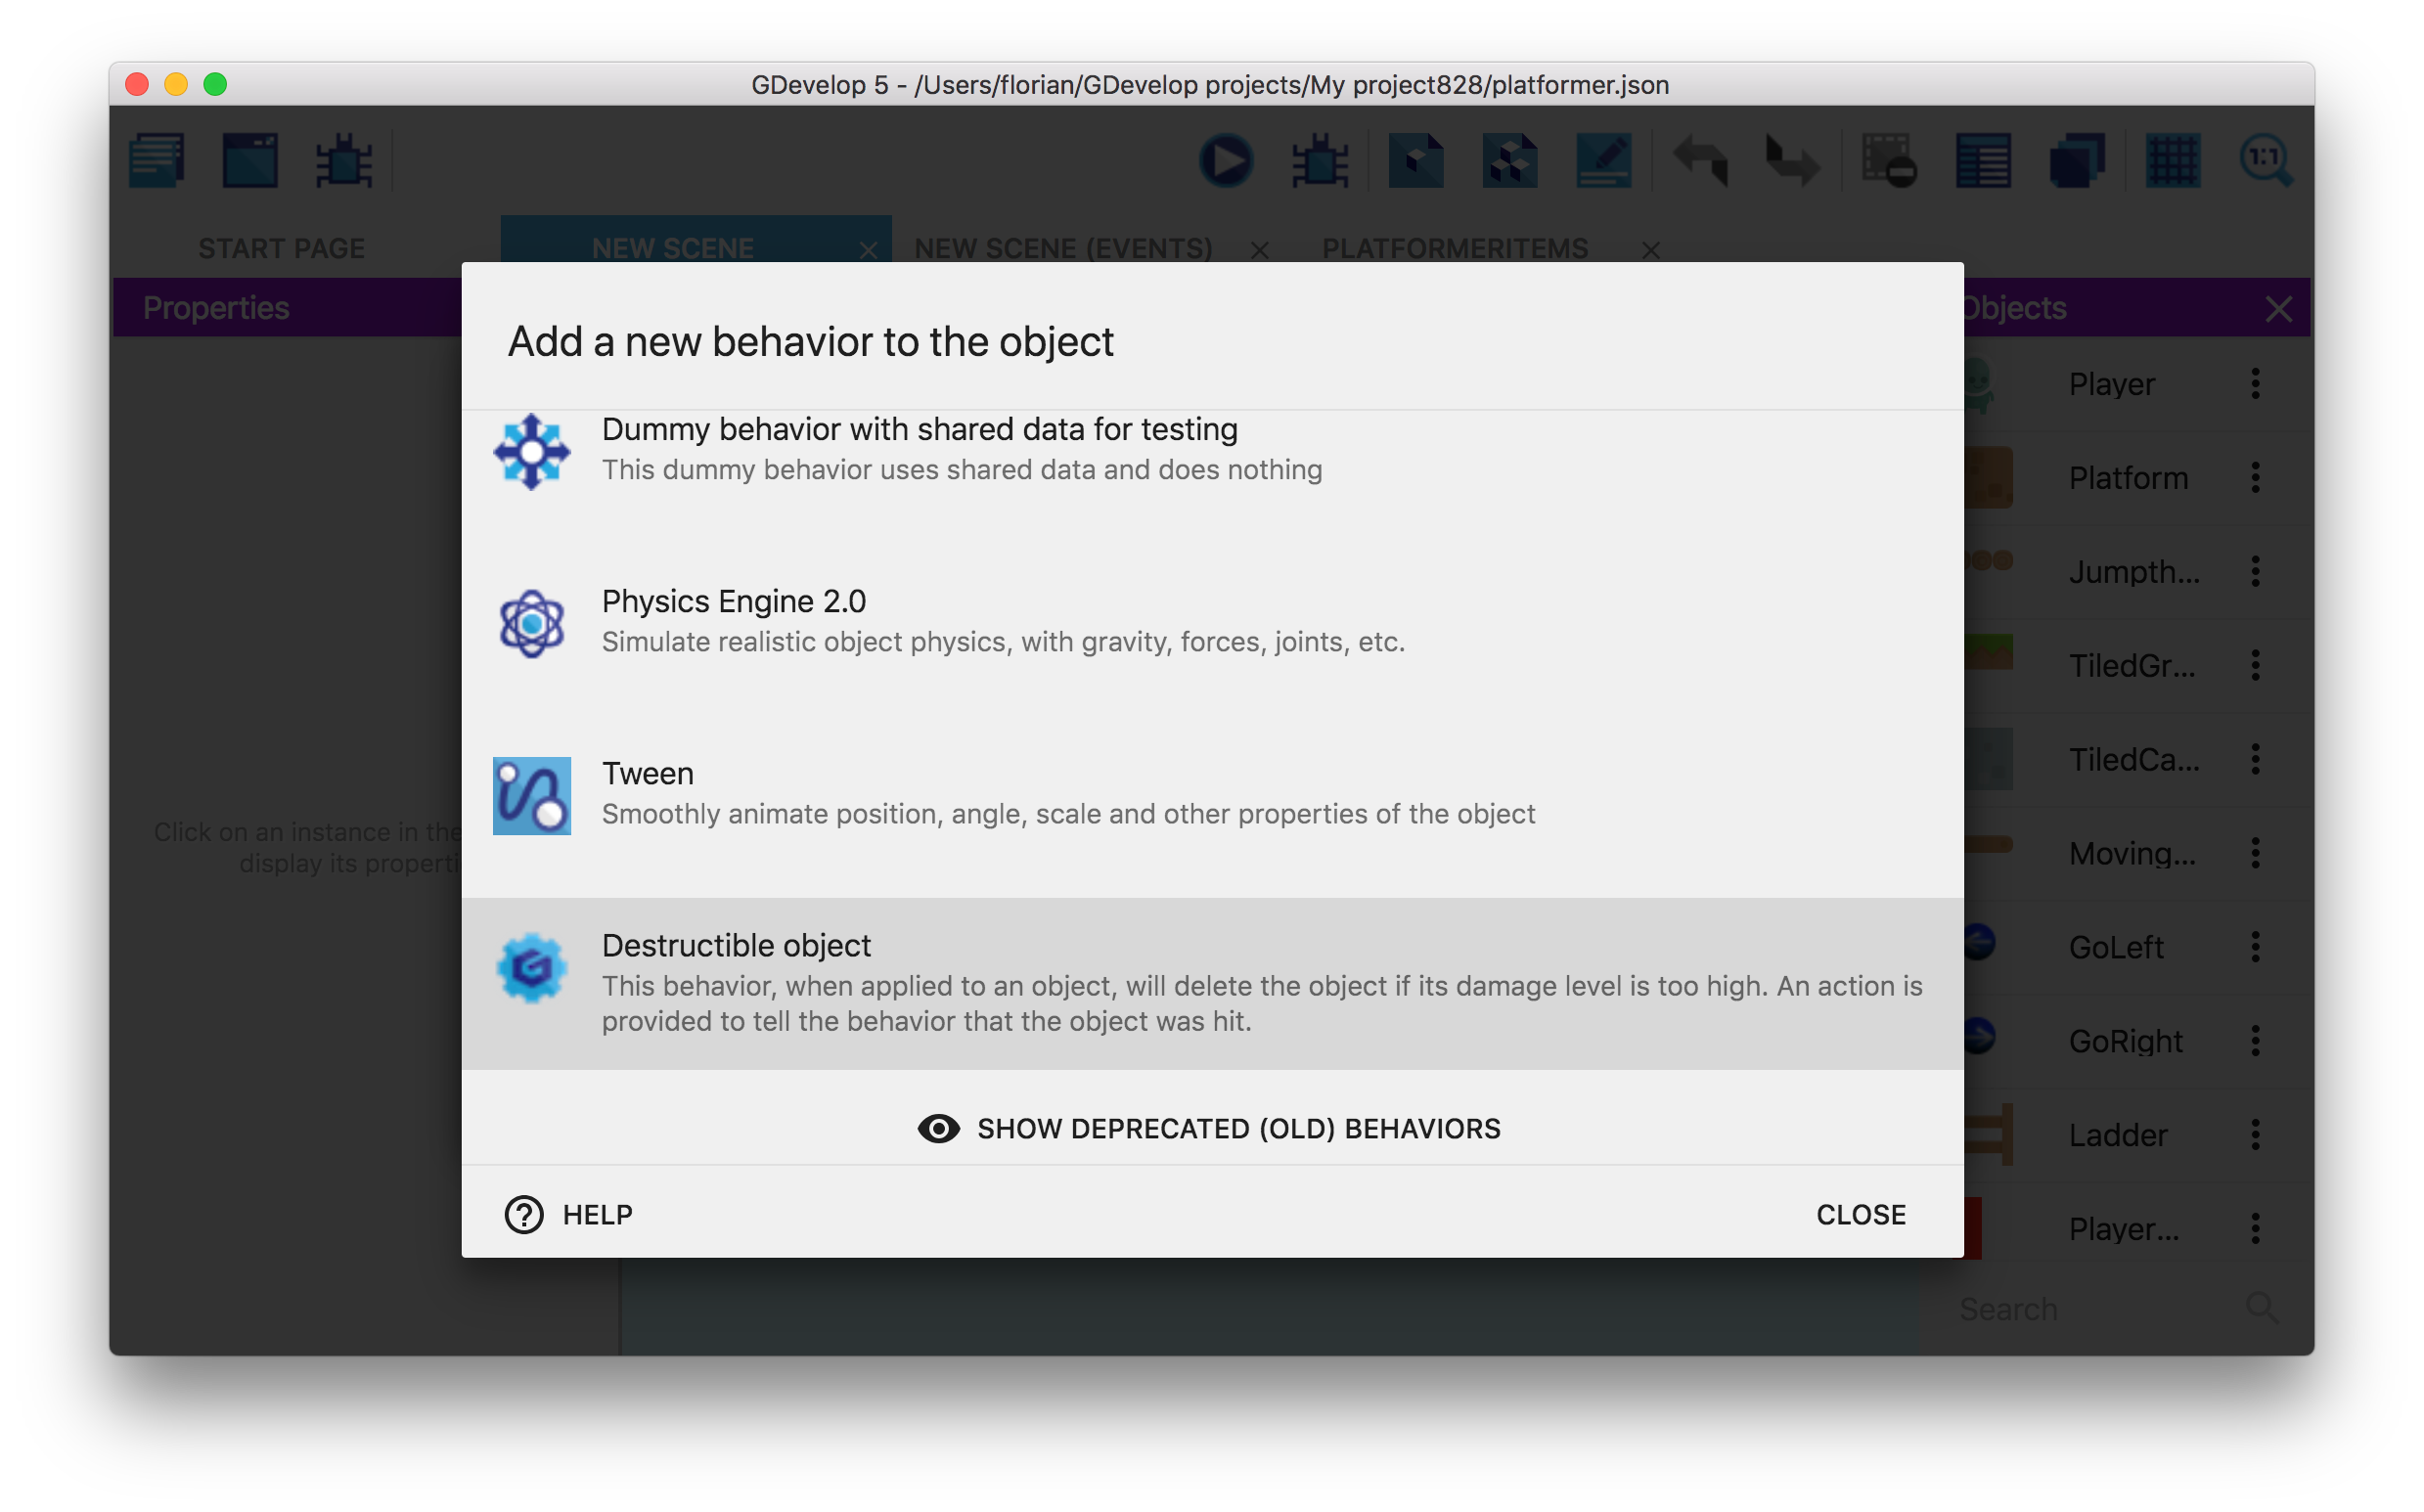 GDevelop 5 - /Users/florian/GDevelop projects/My project828/platformer.json
1:1
START PAGE
NEW SCENE
NEW SCENE (EVENTS)
PLATFORMERITEMS
Properties
Click on an instance in the
display its properti
Add a new behavior to the object
Dummy behavior with shared data for testing
This dummy behavior uses shared data and does nothing
Physics Engine 2.0
Simulate realistic object physics, with gravity, forces, joints, etc.
Tween
Smoothly animate position, angle, scale and other properties of the object
Destructible object
This behavior, when applied to an object, will delete the object if its damage level is too high. An action is
provided to tell the behavior that the object was hit.
SHOW DEPRECATED (OLD) BEHAVIORS
HELP
CLOSE
Objects
Player
Platform
Jumpth...
TiledGr...
TiledCa...
Moving...
GoLeft
GoRight
Ladder
Player...
Search